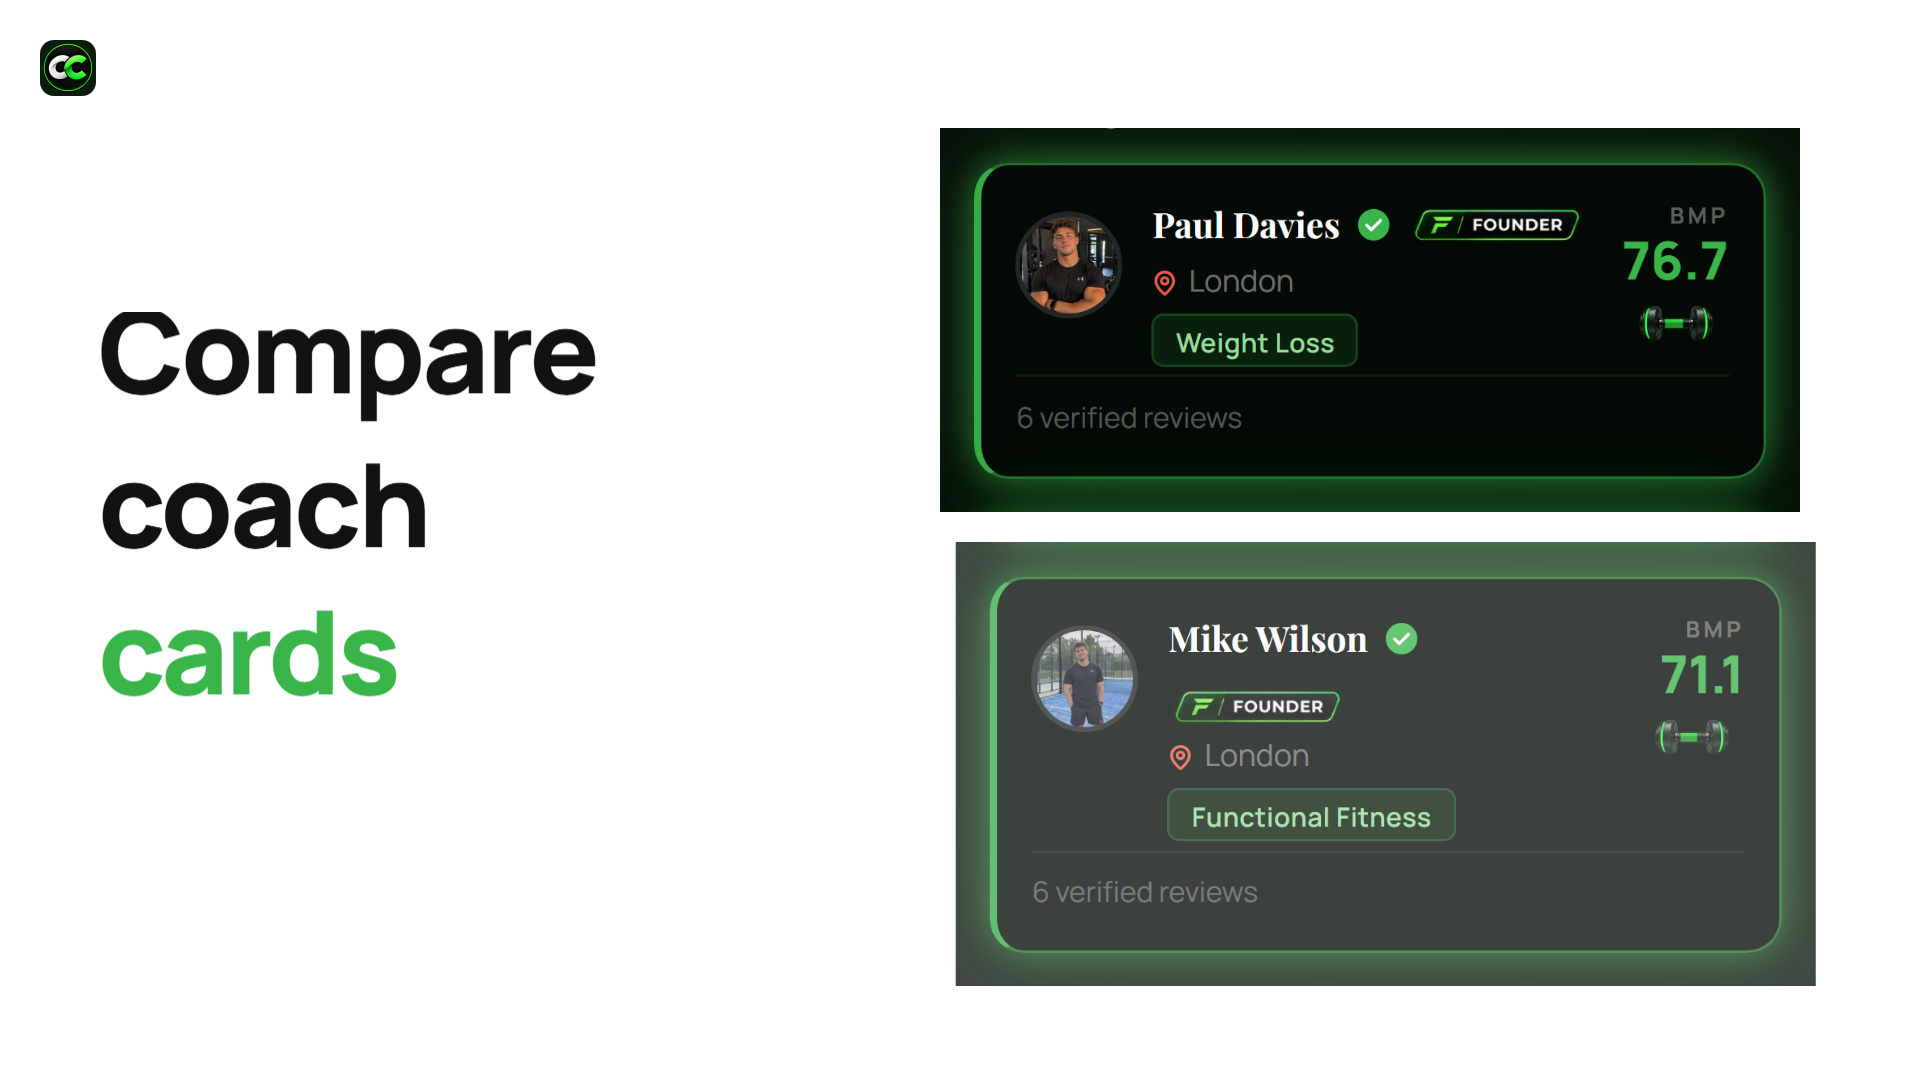 CC
Compare
coach
cards
Paul Davies
FOUNDER
BMP
76.7
London
Weight Loss
6 verified reviews
Mike Wilson
BMP
71.1
FOUNDER
London
Functional Fitness
6 verified reviews